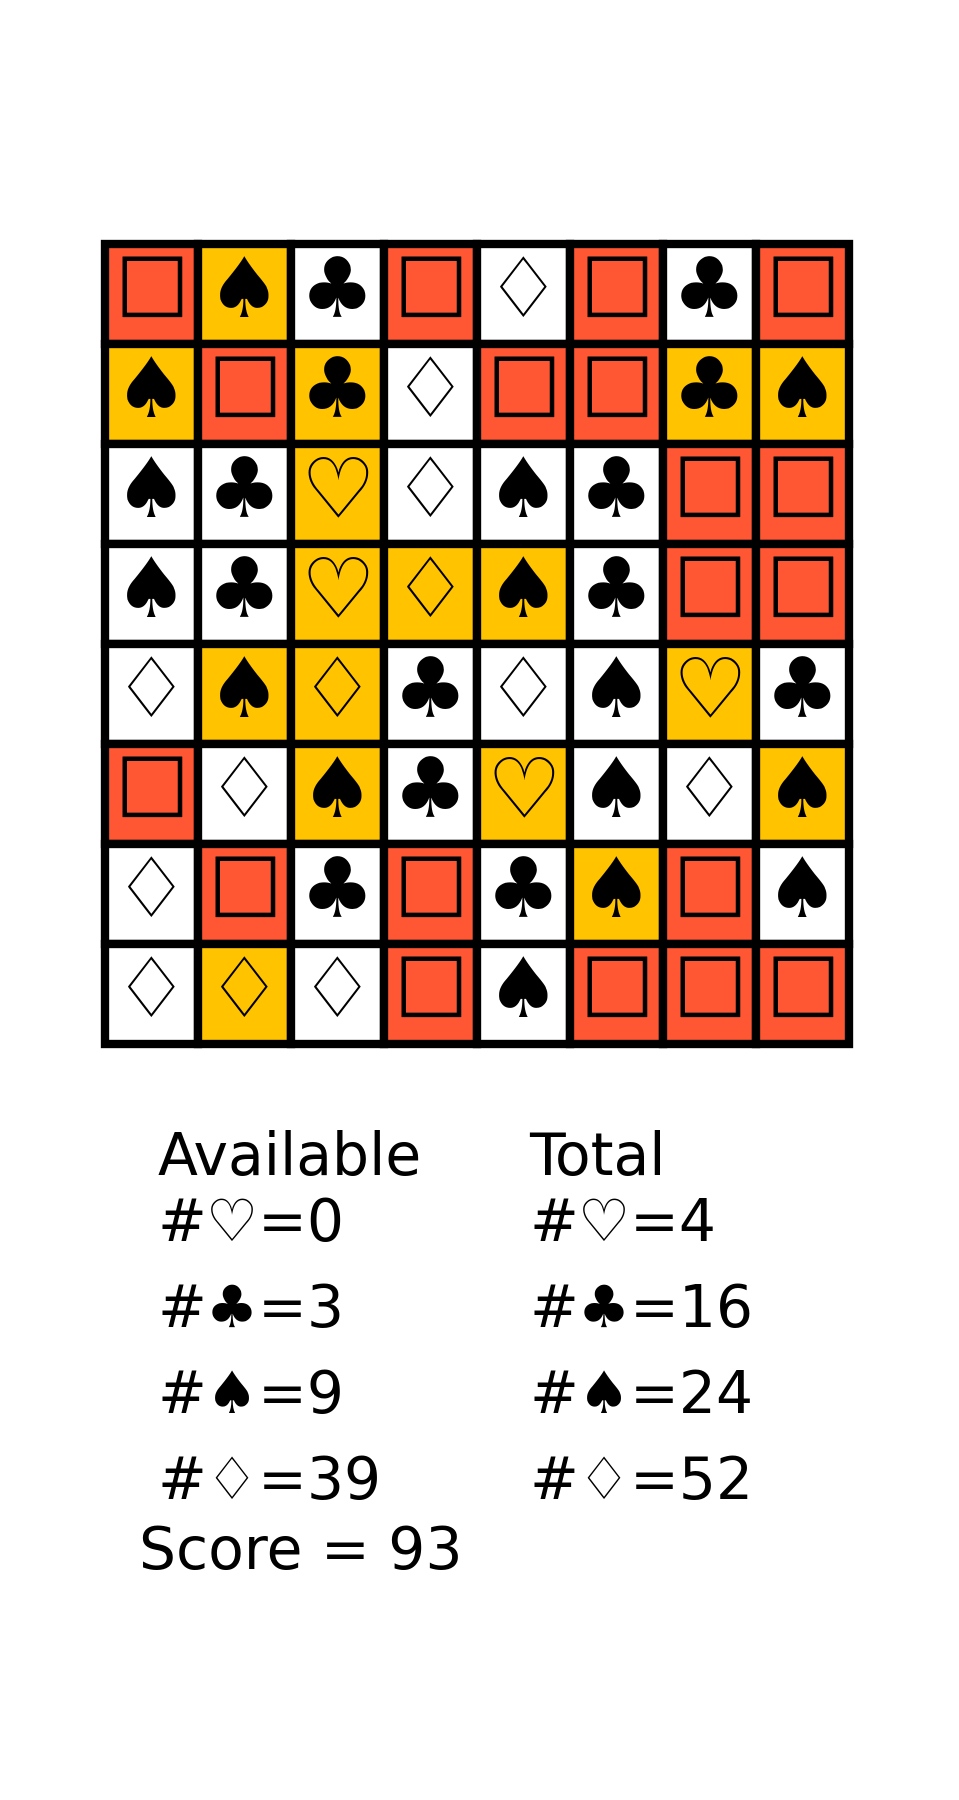 □ ♠ ♣ □ ♢ □ ♣ □
♠ □ ♣ ♢ □ □ ♣ ♠
♠ ♣ ♡ ♢ ♠ ♣ □ □
♠ ♣ ♡ ♢ ♠ ♣ □ □
♢ ♠ ♢ ♣ ♢ ♠ ♡ ♣
□ ♢ ♠ ♣ ♡ ♠ ♢ ♠
♢ □ ♣ □ ♣ ♠ □ ♠
♢ ♢ ♢ □ ♠ □ □ □
Available Total
#♡=0 #♡=4
#♣=3 #♣=16
#♠=9 #♠=24
#♢=39 #♢=52
Score = 93